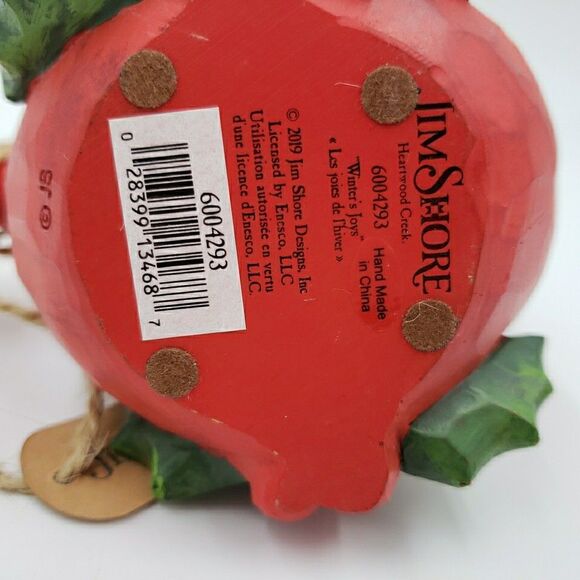 JIM SHORE
Heartwood Creek
6004293 Hand Made
"Winter's Joys" in China
« Les joies de l'hiver »
© 2019 Jim Shore Designs, Inc
Licensed by Enesco, LLC
Utilisation autorisée en vertu
d'une licence d'Enesco, LLC.
6004293
0 28399 13468 7
© JS